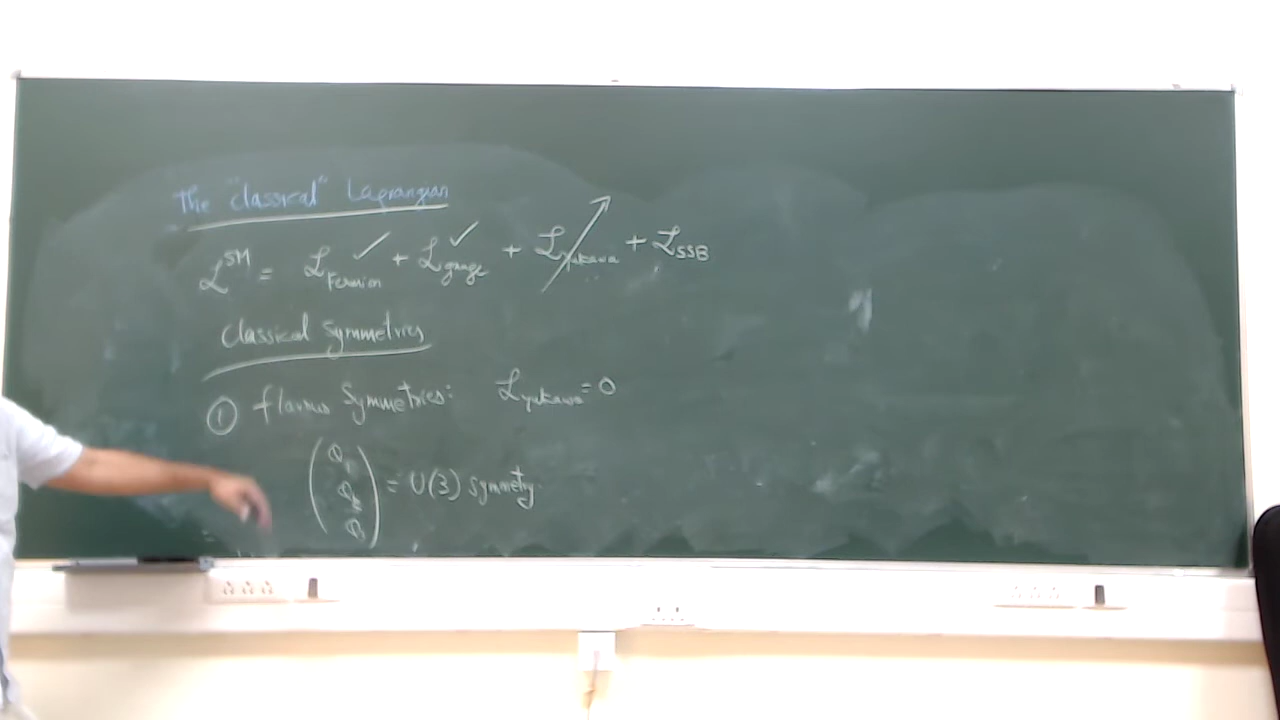 The "classical" Lagrangian
ℒ^SM = ℒ_Fermion ✓ + ℒ_gauge ✓ + ℒ_Yukawa + ℒ_SSB
Classical Symmetries
① flavour Symmetries: ℒ_yukawa = 0
(Q_1 Q_2 Q_3) = U(3) symmetry